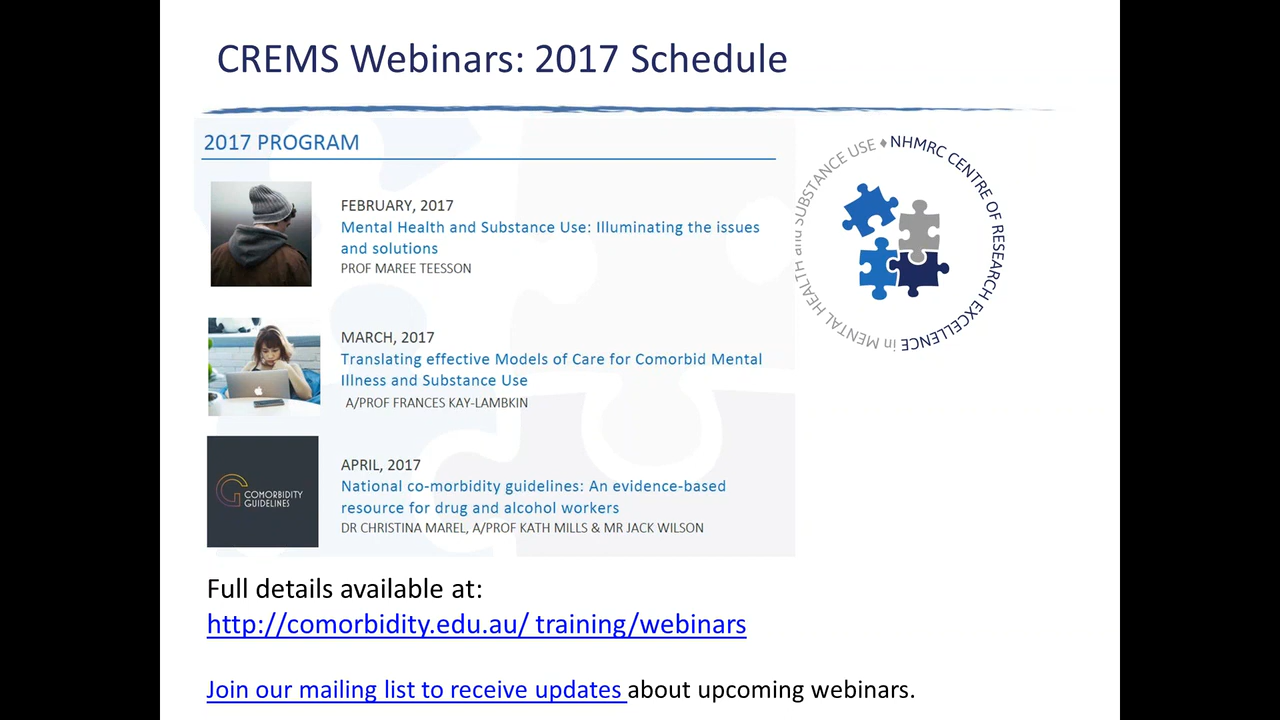 CREMS Webinars: 2017 Schedule
2017 PROGRAM
FEBRUARY, 2017
Mental Health and Substance Use: Illuminating the issues
and solutions
PROF MAREE TEESSON
MARCH, 2017
Translating effective Models of Care for Comorbid Mental
Illness and Substance Use
A/PROF FRANCES KAY-LAMBKIN
COMORBIDITY
GUIDELINES
APRIL, 2017
National co-morbidity guidelines: An evidence-based
resource for drug and alcohol workers
DR CHRISTINA MAREL, A/PROF KATH MILLS & MR JACK WILSON
NHMRC CENTRE OF RESEARCH EXCELLENCE in MENTAL HEALTH and SUBSTANCE USE ♦
Full details available at:
http://comorbidity.edu.au/ training/webinars
Join our mailing list to receive updates about upcoming webinars.